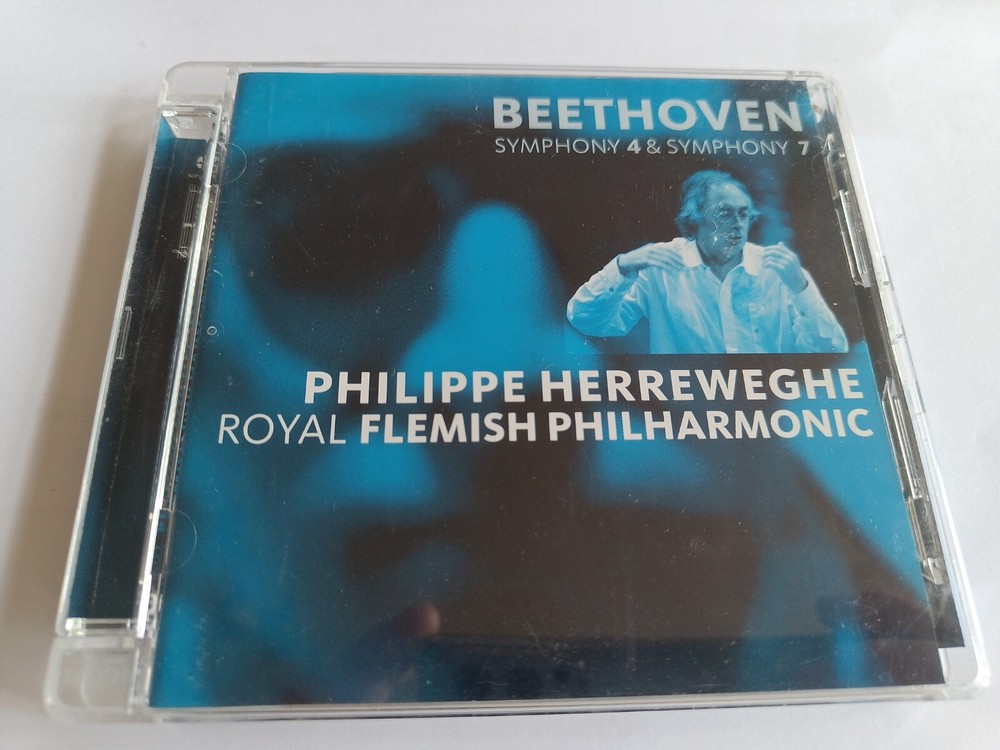 BEETHOVEN
SYMPHONY 4 & SYMPHONY 7
PHILIPPE HERREWEGHE
ROYAL FLEMISH PHILHARMONIC